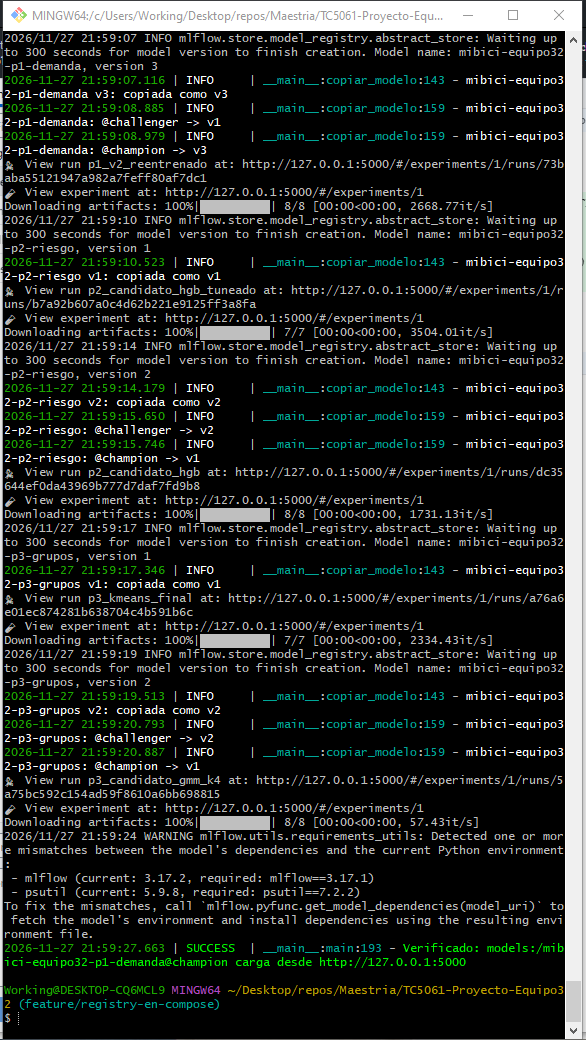 MINGW64:/c/Users/Working/Desktop/repos/Maestria/TC5061-Proyecto-Equ...
2026/11/27 21:59:07 INFO mlflow.store.model_registry.abstract_store: Waiting up
to 300 seconds for model version to finish creation. Model name: mibici-equipo32
-p1-demanda, version 3
2026-11-27 21:59:07.116 | INFO     | __main__:copiar_modelo:143 - mibici-equipo3
2-p1-demanda v3: copiada como v3
2026-11-27 21:59:08.885 | INFO     | __main__:copiar_modelo:159 - mibici-equipo3
2-p1-demanda: @challenger -> v1
2026-11-27 21:59:08.979 | INFO     | __main__:copiar_modelo:159 - mibici-equipo3
2-p1-demanda: @champion -> v3
View run p1_v2_reentrenado at: http://127.0.0.1:5000/#/experiments/1/runs/73b
aba55121947a982a7feff80af7dc1
View experiment at: http://127.0.0.1:5000/#/experiments/1
Downloading artifacts: 100%|██████████| 8/8 [00:00<00:00, 2668.77it/s]
2026/11/27 21:59:10 INFO mlflow.store.model_registry.abstract_store: Waiting up
to 300 seconds for model version to finish creation. Model name: mibici-equipo32
-p2-riesgo, version 1
2026-11-27 21:59:10.523 | INFO     | __main__:copiar_modelo:143 - mibici-equipo3
2-p2-riesgo v1: copiada como v1
View run p2_candidato_hgb_tuneado at: http://127.0.0.1:5000/#/experiments/1/r
uns/b7a92b607a0c4d62b221e9125ff3a8fa
View experiment at: http://127.0.0.1:5000/#/experiments/1
Downloading artifacts: 100%|██████████| 7/7 [00:00<00:00, 3504.01it/s]
2026/11/27 21:59:14 INFO mlflow.store.model_registry.abstract_store: Waiting up
to 300 seconds for model version to finish creation. Model name: mibici-equipo32
-p2-riesgo, version 2
2026-11-27 21:59:14.179 | INFO     | __main__:copiar_modelo:143 - mibici-equipo3
2-p2-riesgo v2: copiada como v2
2026-11-27 21:59:15.650 | INFO     | __main__:copiar_modelo:159 - mibici-equipo3
2-p2-riesgo: @challenger -> v2
2026-11-27 21:59:15.746 | INFO     | __main__:copiar_modelo:159 - mibici-equipo3
2-p2-riesgo: @champion -> v1
View run p2_candidato_hgb at: http://127.0.0.1:5000/#/experiments/1/runs/dc35
644ef0da43969b777d7daf7fd9b8
View experiment at: http://127.0.0.1:5000/#/experiments/1
Downloading artifacts: 100%|██████████| 8/8 [00:00<00:00, 1731.13it/s]
2026/11/27 21:59:17 INFO mlflow.store.model_registry.abstract_store: Waiting up
to 300 seconds for model version to finish creation. Model name: mibici-equipo32
-p3-grupos, version 1
2026-11-27 21:59:17.346 | INFO     | __main__:copiar_modelo:143 - mibici-equipo3
2-p3-grupos v1: copiada como v1
View run p3_kmeans_final at: http://127.0.0.1:5000/#/experiments/1/runs/a76a6
e01ec874281b638704c4b591b6c
View experiment at: http://127.0.0.1:5000/#/experiments/1
Downloading artifacts: 100%|██████████| 7/7 [00:00<00:00, 2334.43it/s]
2026/11/27 21:59:19 INFO mlflow.store.model_registry.abstract_store: Waiting up
to 300 seconds for model version to finish creation. Model name: mibici-equipo32
-p3-grupos, version 2
2026-11-27 21:59:19.513 | INFO     | __main__:copiar_modelo:143 - mibici-equipo3
2-p3-grupos v2: copiada como v2
2026-11-27 21:59:20.793 | INFO     | __main__:copiar_modelo:159 - mibici-equipo3
2-p3-grupos: @challenger -> v2
2026-11-27 21:59:20.887 | INFO     | __main__:copiar_modelo:159 - mibici-equipo3
2-p3-grupos: @champion -> v1
View run p3_candidato_gmm_k4 at: http://127.0.0.1:5000/#/experiments/1/runs/5
a75bc592c154ad59f8610a6bb698815
View experiment at: http://127.0.0.1:5000/#/experiments/1
Downloading artifacts: 100%|██████████| 8/8 [00:00<00:00, 57.43it/s]
2026/11/27 21:59:24 WARNING mlflow.utils.requirements_utils: Detected one or mor
e mismatches between the model's dependencies and the current Python environment
:
- mlflow (current: 3.17.2, required: mlflow==3.17.1)
- psutil (current: 5.9.8, required: psutil==7.2.2)
To fix the mismatches, call `mlflow.pyfunc.get_model_dependencies(model_uri)` to
fetch the model's environment and install dependencies using the resulting envi
ronment file.
2026-11-27 21:59:27.663 | SUCCESS  | __main__:main:193 - Verificado: models:/mib
ici-equipo32-p1-demanda@champion carga desde http://127.0.0.1:5000
Working@DESKTOP-CQ6MCL9 MINGW64 ~/Desktop/repos/Maestria/TC5061-Proyecto-Equipo3
2 (feature/registry-en-compose)
$